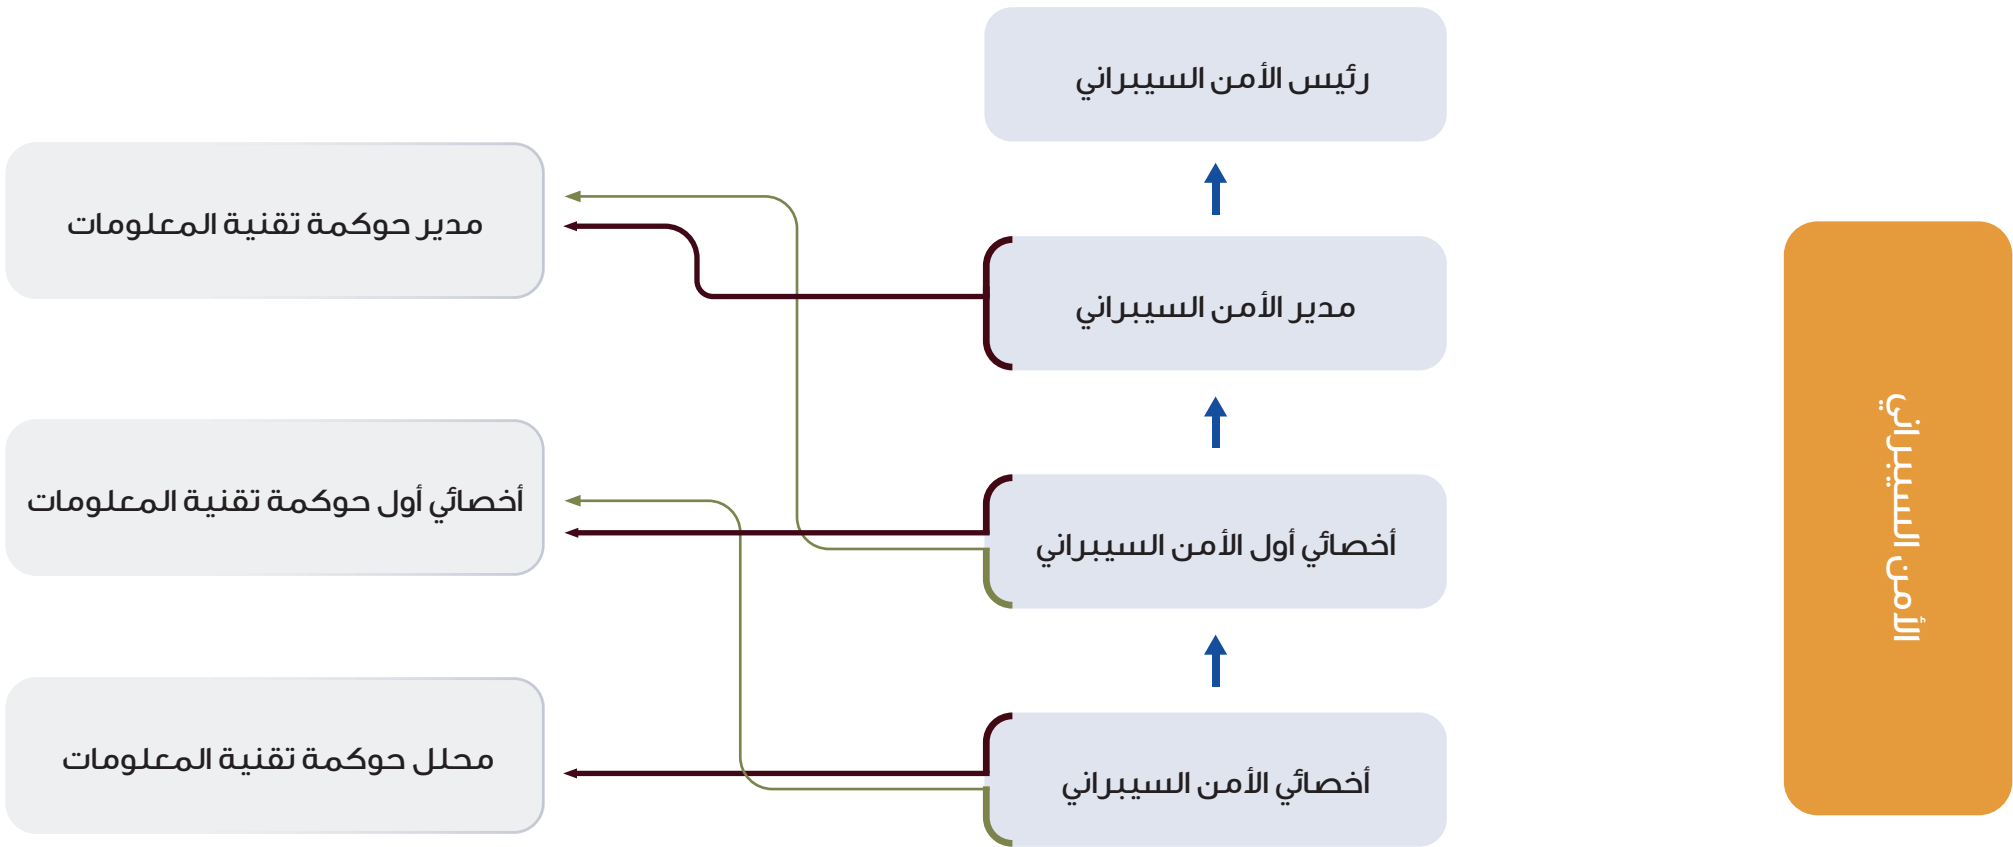 الأمن السيبراني
رئيس الأمن السيبراني
مدير الأمن السيبراني
أخصائي أول الأمن السيبراني
أخصائي الأمن السيبراني
مدير حوكمة تقنية المعلومات
أخصائي أول حوكمة تقنية المعلومات
محلل حوكمة تقنية المعلومات